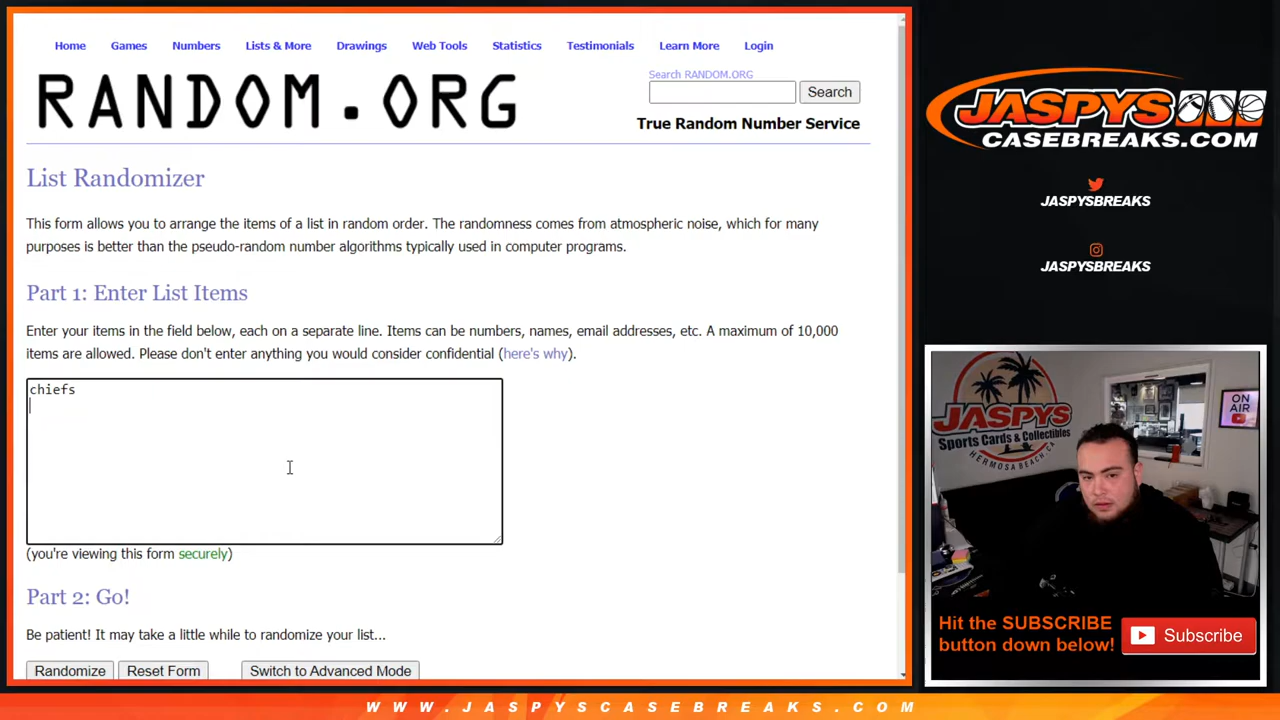 Home Games Numbers Lists & More Drawings Web Tools Statistics Testimonials Learn More Login
RANDOM.ORG
Search RANDOM.ORG
Search
True Random Number Service
List Randomizer
This form allows you to arrange the items of a list in random order. The randomness comes from atmospheric noise, which for many
purposes is better than the pseudo-random number algorithms typically used in computer programs.
Part 1: Enter List Items
Enter your items in the field below, each on a separate line. Items can be numbers, names, email addresses, etc. A maximum of 10,000
items are allowed. Please don't enter anything you would consider confidential (here's why).
chiefs
(you're viewing this form securely)
Part 2: Go!
Be patient! It may take a little while to randomize your list...
Randomize Reset Form Switch to Advanced Mode
JASPYS
CASEBREAKS.COM
JASPYSBREAKS
JASPYSBREAKS
JASPYS
Sports Cards & Collectibles
HERMOSA BEACH, CA
ON
AIR
Hit the SUBSCRIBE
button down below!
Subscribe
WWW.JASPYSCASEBREAKS.COM